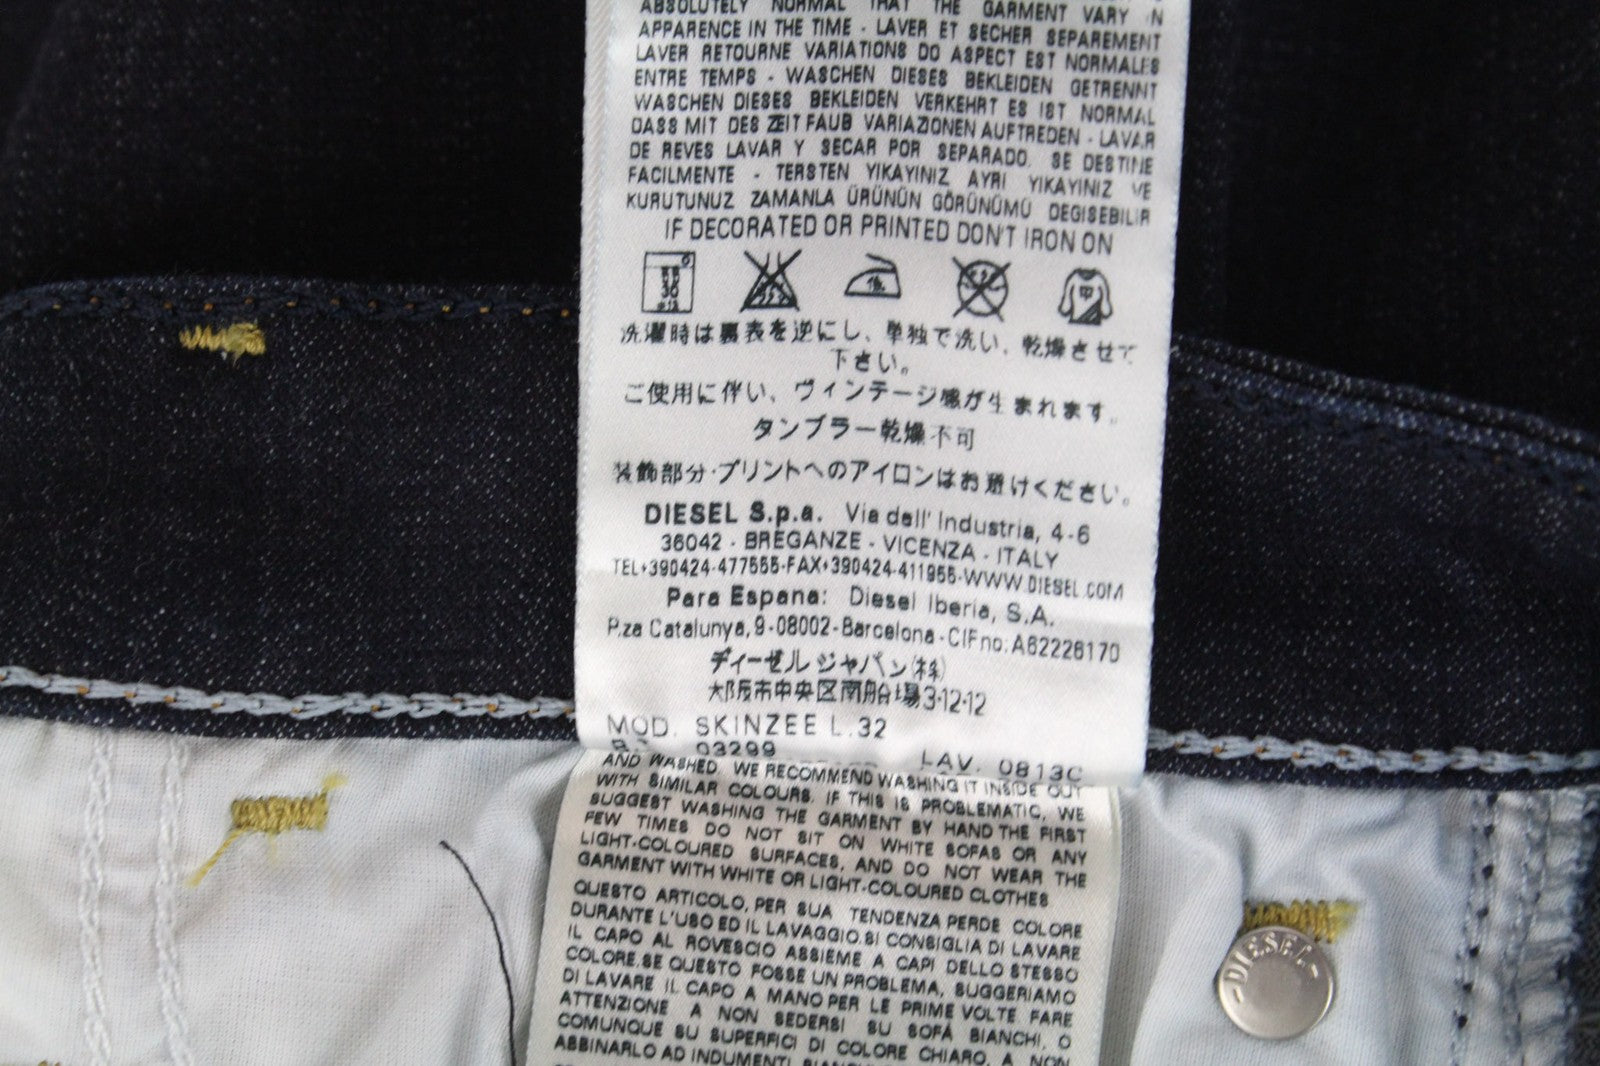 ABSOLUTELY NORMAL THAT THE GARMENT VARY IN
APPARENCE IN THE TIME - LAVER ET SECHER SEPAREMENT
LAVER RETOURNE VARIATIONS DO ASPECT EST NORMALES
ENTRE TEMPS - WASCHEN DIESES BEKLEIDEN GETRENNT
WASCHEN DIESES BEKLEIDEN VERKEHRT ES IST NORMAL
DASS MIT DES ZEIT FAUB VARIAZIONEN AUFTREDEN - LAVAR
DE REVES LAVAR Y SECAR POR SEPARADO. SE DESTINE
FACILMENTE - TERSTEN YIKAYINIZ AYRI YIKAYINIZ VE
KURUTUNUZ ZAMANLA ÜRÜNÜN GÖRÜNÜMÜ DEGISEBILIR
IF DECORATED OR PRINTED DON'T IRON ON
30
洗濯時は裏表を逆にし、単独で洗い、乾燥させて
下さい。
ご使用に伴い、ヴィンテージ感が生まれます。
タンブラー乾燥不可
装飾部分・プリントへのアイロンはお避けください。
DIESEL S.p.a. Via dell' Industria, 4-6
36042 - BREGANZE - VICENZA - ITALY
TEL+390424-477555-FAX+390424-411955-WWW.DIESEL.COM
Para Espana: Diesel Iberia, S.A.
P.za Catalunya, 9-08002-Barcelona-CIF no: A62226170
ディーゼル ジャパン(株)
大阪市中央区南船場3-12-12
MOD. SKINZEE L.32
03299 LAV. 0813C
AND WASHED WE RECOMMEND WASHING IT INSIDE OUT
WITH SIMILAR COLOURS. IF THIS IS PROBLEMATIC, WE
SUGGEST WASHING THE GARMENT BY HAND THE FIRST
FEW TIMES DO NOT SIT ON WHITE SOFAS OR ANY
LIGHT-COLOURED SURFACES, AND DO NOT WEAR THE
GARMENT WITH WHITE OR LIGHT-COLOURED CLOTHES
QUESTO ARTICOLO, PER SUA TENDENZA PERDE COLORE
DURANTE L'USO ED IL LAVAGGIO.SI CONSIGLIA DI LAVARE
IL CAPO AL ROVESCIO ASSIEME A CAPI DELLO STESSO
COLORE.SE QUESTO FOSSE UN PROBLEMA, SUGGERIAMO
DI LAVARE IL CAPO A MANO PER LE PRIME VOLTE FARE
ATTENZIONE A NON SEDERSI SU SOFÀ BIANCHI, O
COMUNQUE SU SUPERFICI DI COLORE CHIARO, A NON
ABBINARLO AD INDUMENTI
-DIESEL-